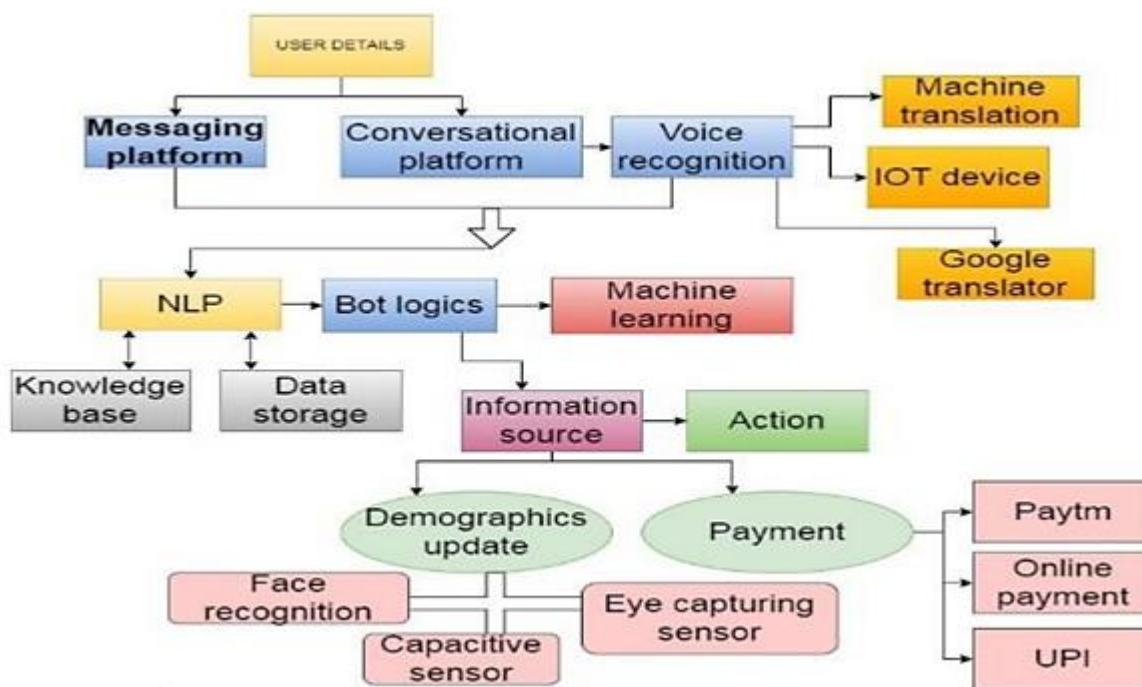 USER DETAILS
Messaging
platform
Conversational
platform
Voice
recognition
Machine
translation
IOT device
Google
translator
NLP
Bot logics
Machine
learning
Knowledge
base
Data
storage
Information
source
Action
Demographics
update
Payment
Paytm
Online
payment
UPI
Face
recognition
Capacitive
sensor
Eye capturing
sensor